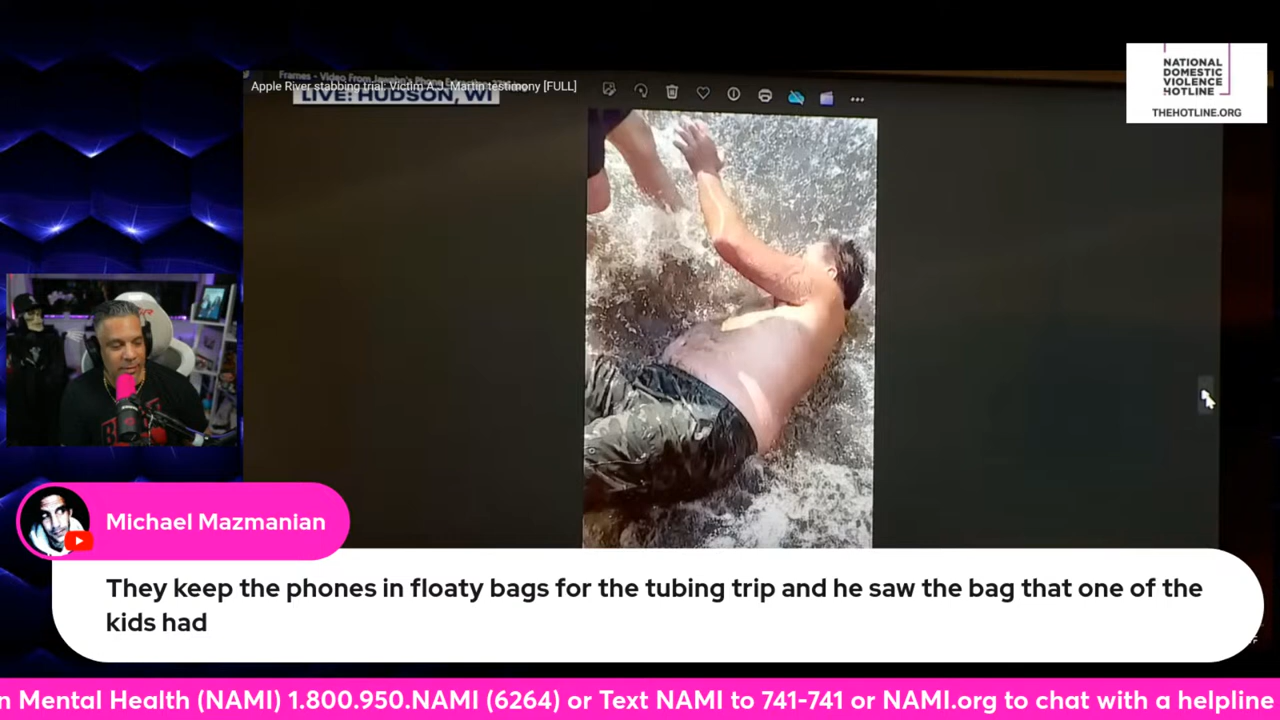 Apple River stabbing trial: Victim A.J. Martin testimony [FULL]
LIVE: HUDSON, WI
NATIONAL
DOMESTIC
VIOLENCE
HOTLINE
THEHOTLINE.ORG
Michael Mazmanian
They keep the phones in floaty bags for the tubing trip and he saw the bag that one of the
kids had
n Mental Health (NAMI) 1.800.950.NAMI (6264) or Text NAMI to 741-741 or NAMI.org to chat with a helpline